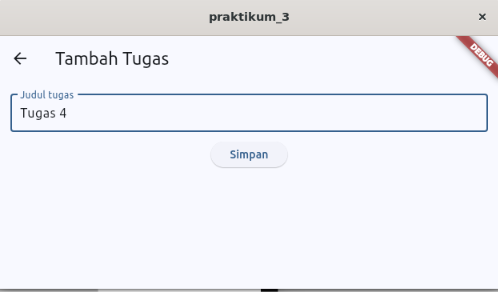 praktikum_3
×
DEBUG
Tambah Tugas
Judul tugas
Tugas 4
Simpan